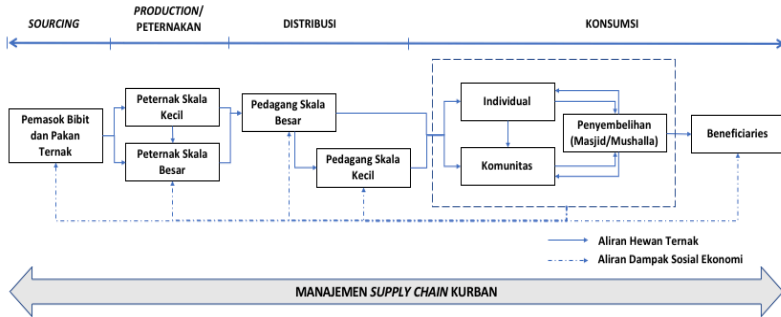 SOURCING
PRODUCTION/
PETERNAKAN
DISTRIBUSI
KONSUMSI
Pemasok Bibit
dan Pakan
Ternak
Peternak Skala
Kecil
Peternak Skala
Besar
Pedagang Skala
Besar
Pedagang Skala
Kecil
Individual
Komunitas
Penyembelihan
(Masjid/Mushalla)
Beneficiaries
Aliran Hewan Ternak
Aliran Dampak Sosial Ekonomi
MANAJEMEN SUPPLY CHAIN KURBAN